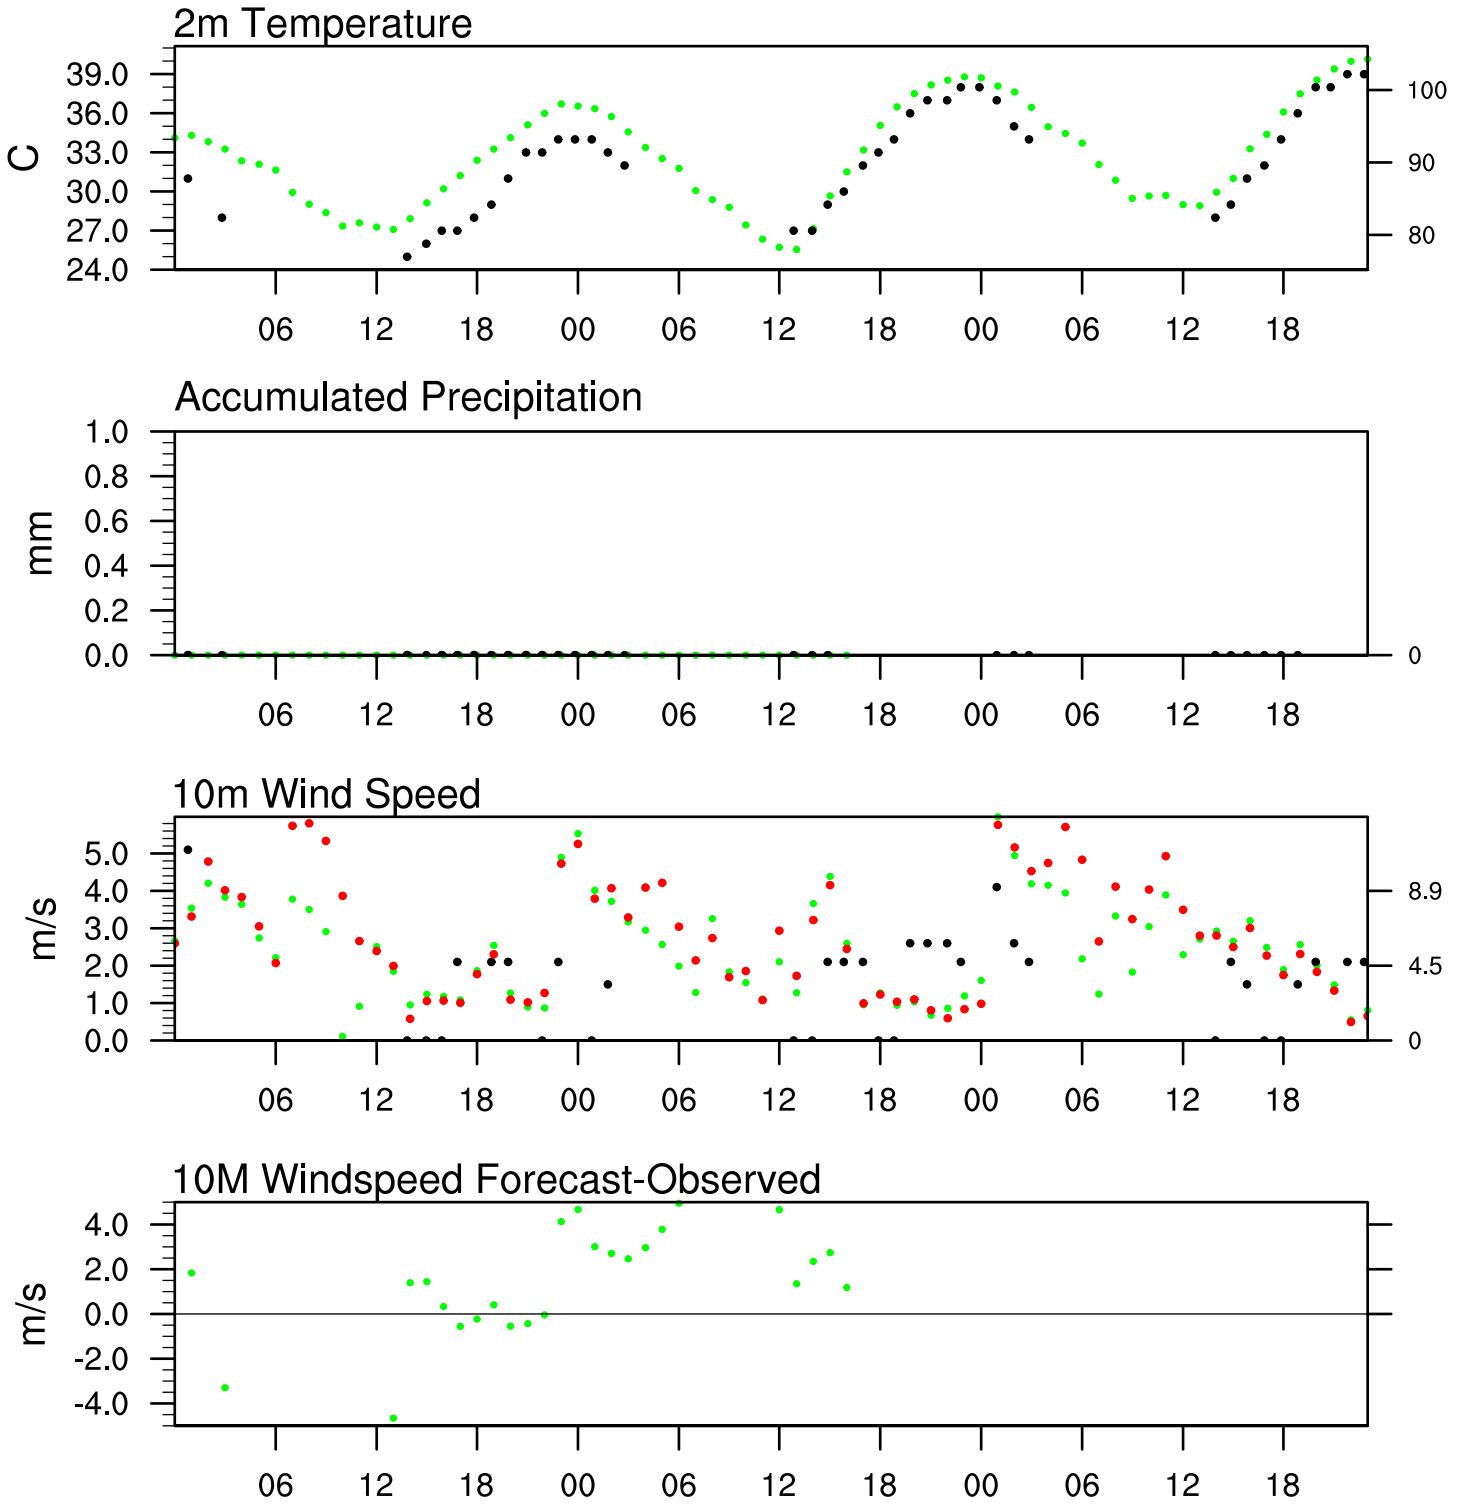 2m Temperature
39.0
36.0
33.0
30.0
27.0
24.0
C
100
90
80
06 12 18 00 06 12 18 00 06 12 18
Accumulated Precipitation
1.0
0.8
0.6
0.4
0.2
0.0
mm
0
06 12 18 00 06 12 18 00 06 12 18
10m Wind Speed
5.0
4.0
3.0
2.0
1.0
0.0
m/s
8.9
4.5
0
06 12 18 00 06 12 18 00 06 12 18
10M Windspeed Forecast-Observed
4.0
2.0
0.0
-2.0
-4.0
m/s
06 12 18 00 06 12 18 00 06 12 18